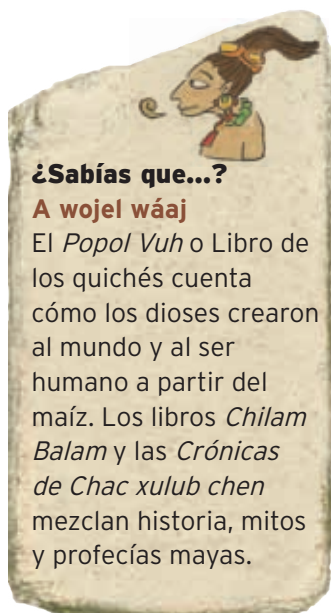 ¿Sabías que...?
A wojel wáaj
El Popol Vuh o Libro de
los quichés cuenta
cómo los dioses crearon
al mundo y al ser
humano a partir del
maíz. Los libros Chilam
Balam y las Crónicas
de Chac xulub chen
mezclan historia, mitos
y profecías mayas.